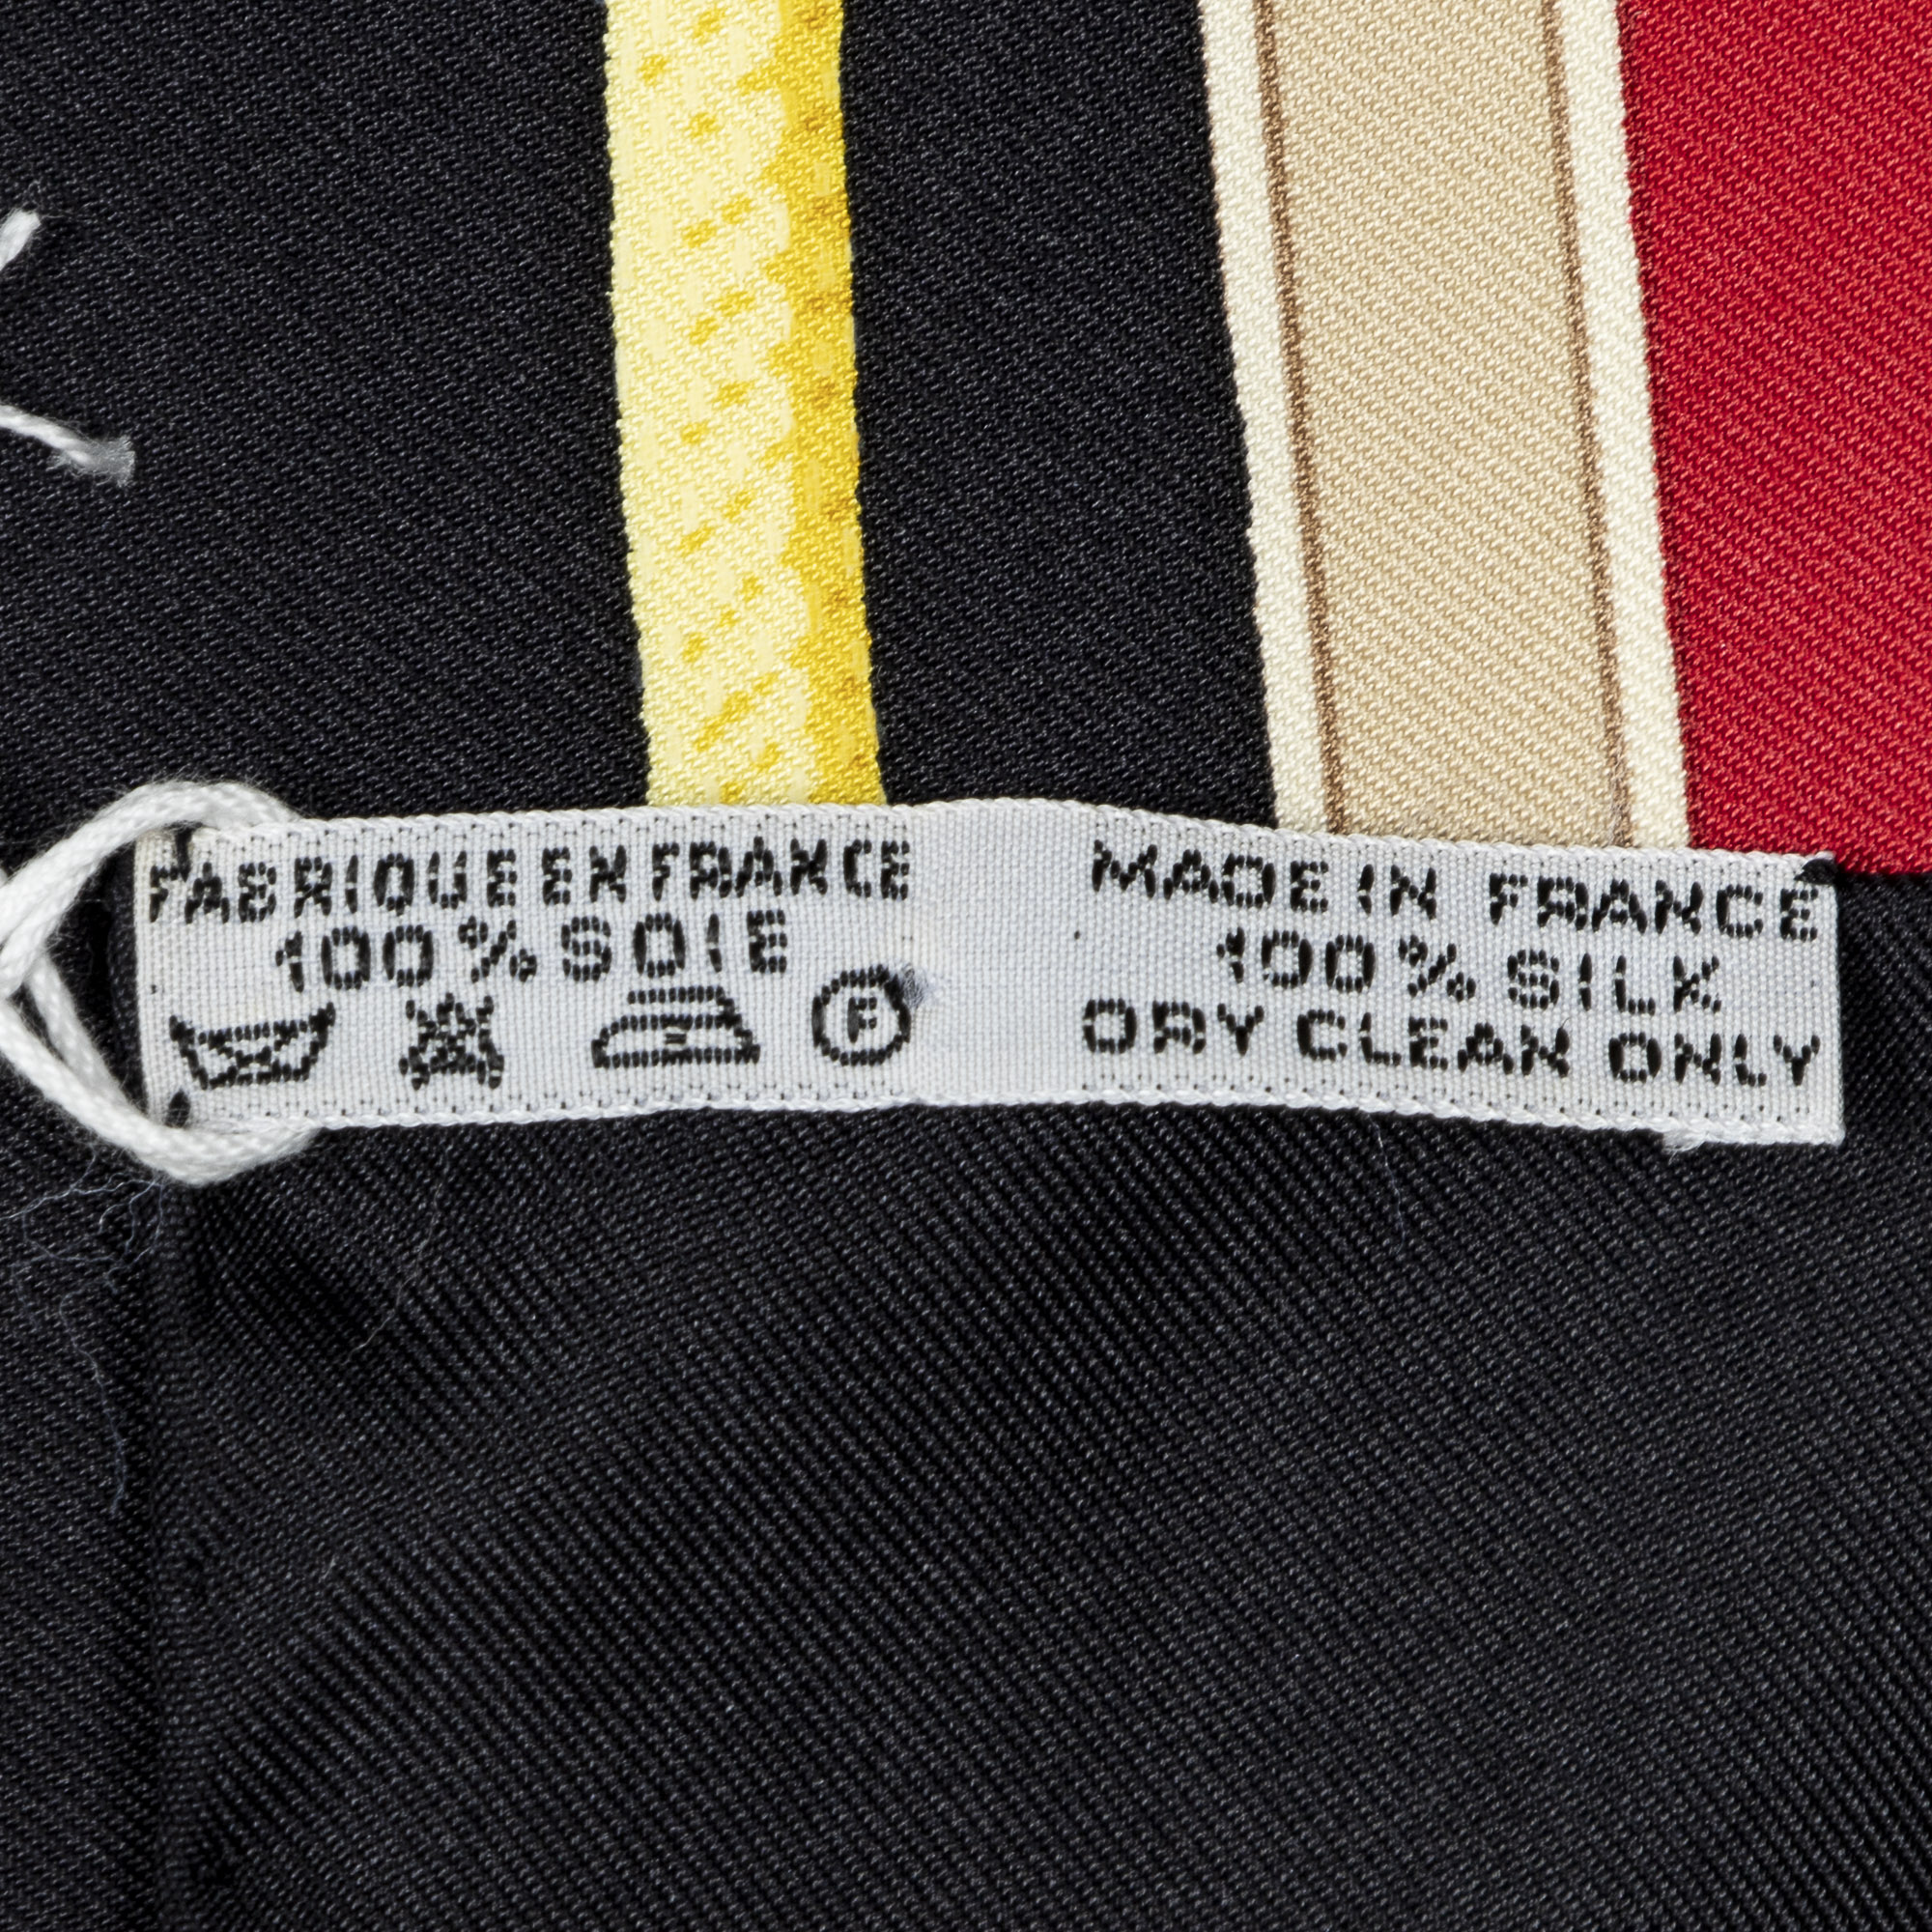 FABRIQUE EN FRANCE
100% SOIE
F
MADE IN FRANCE
100% SILK
DRY CLEAN ONLY